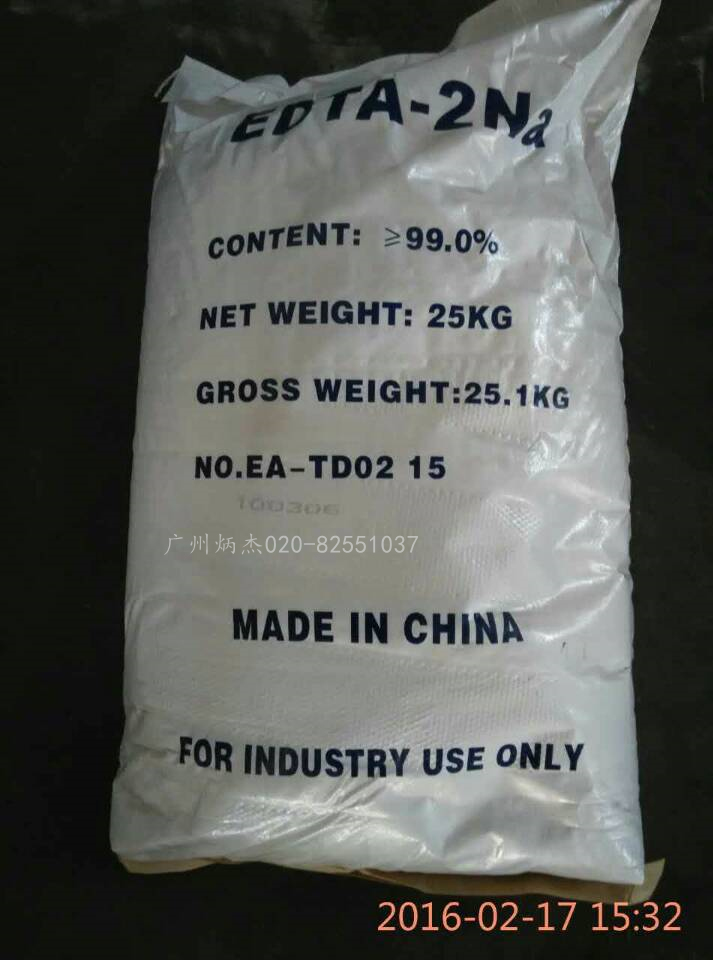 EDTA-2Na
CONTENT: ≧99.0%
NET WEIGHT: 25KG
GROSS WEIGHT:25.1KG
NO.EA-TD02 15
100306
广州炳杰020-82551037
MADE IN CHINA
FOR INDUSTRY USE ONLY
2016-02-17 15:32